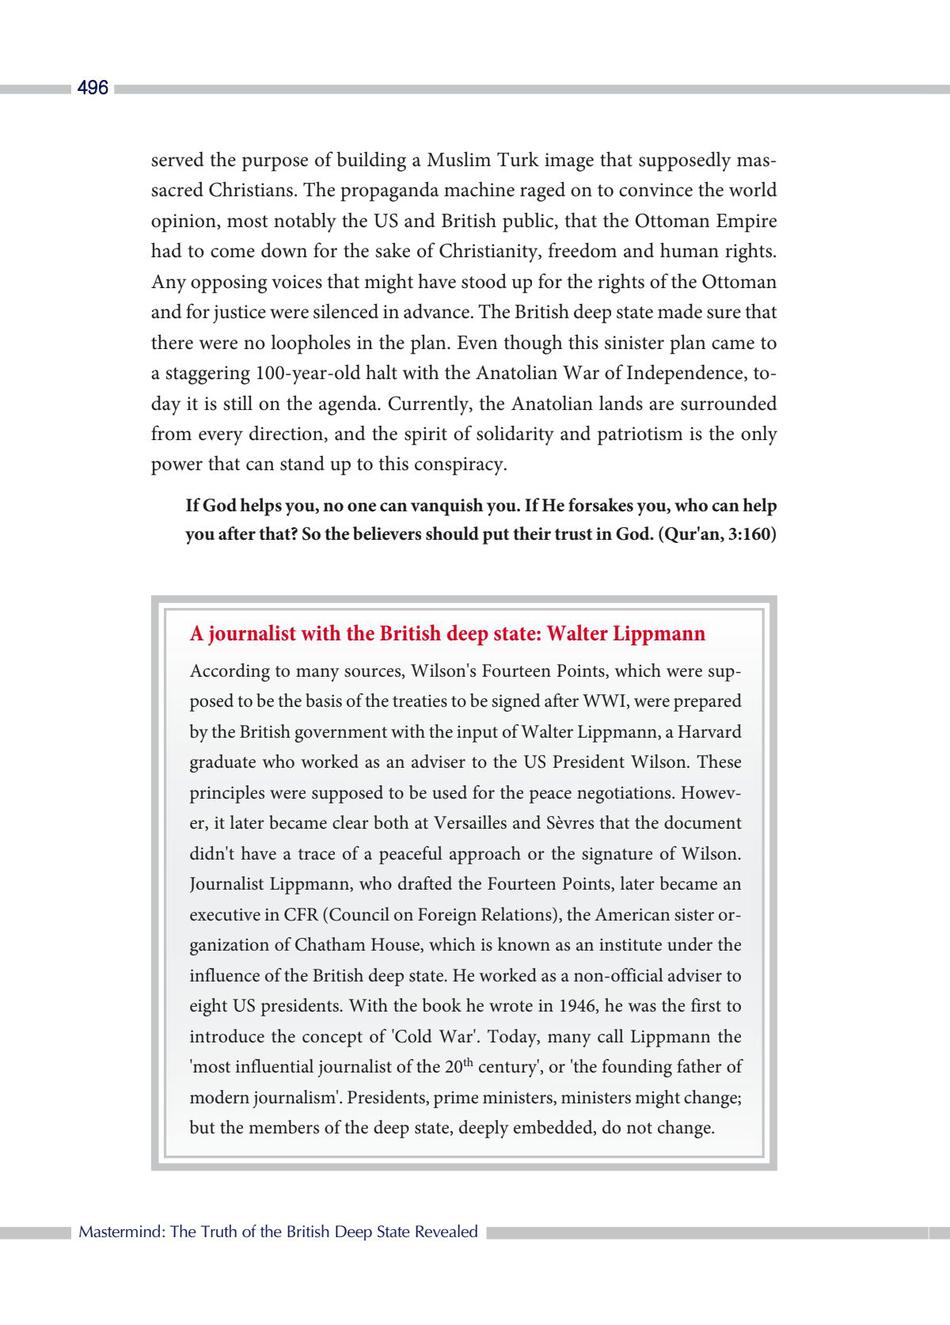 496
served the purpose of building a Muslim Turk image that supposedly mas-
sacred Christians. The propaganda machine raged on to convince the world
opinion, most notably the US and British public, that the Ottoman Empire
had to come down for the sake of Christianity, freedom and human rights.
Any opposing voices that might have stood up for the rights of the Ottoman
and for justice were silenced in advance. The British deep state made sure that
there were no loopholes in the plan. Even though this sinister plan came to
a staggering 100-year-old halt with the Anatolian War of Independence, to-
day it is still on the agenda. Currently, the Anatolian lands are surrounded
from every direction, and the spirit of solidarity and patriotism is the only
power that can stand up to this conspiracy.
If God helps you, no one can vanquish you. If He forsakes you, who can help
you after that? So the believers should put their trust in God. (Qur'an, 3:160)
A journalist with the British deep state: Walter Lippmann
According to many sources, Wilson's Fourteen Points, which were sup-
posed to be the basis of the treaties to be signed after WWI, were prepared
by the British government with the input of Walter Lippmann, a Harvard
graduate who worked as an adviser to the US President Wilson. These
principles were supposed to be used for the peace negotiations. Howev-
er, it later became clear both at Versailles and Sèvres that the document
didn't have a trace of a peaceful approach or the signature of Wilson.
Journalist Lippmann, who drafted the Fourteen Points, later became an
executive in CFR (Council on Foreign Relations), the American sister or-
ganization of Chatham House, which is known as an institute under the
influence of the British deep state. He worked as a non-official adviser to
eight US presidents. With the book he wrote in 1946, he was the first to
introduce the concept of 'Cold War'. Today, many call Lippmann the
'most influential journalist of the 20th century', or 'the founding father of
modern journalism'. Presidents, prime ministers, ministers might change;
but the members of the deep state, deeply embedded, do not change.
Mastermind: The Truth of the British Deep State Revealed